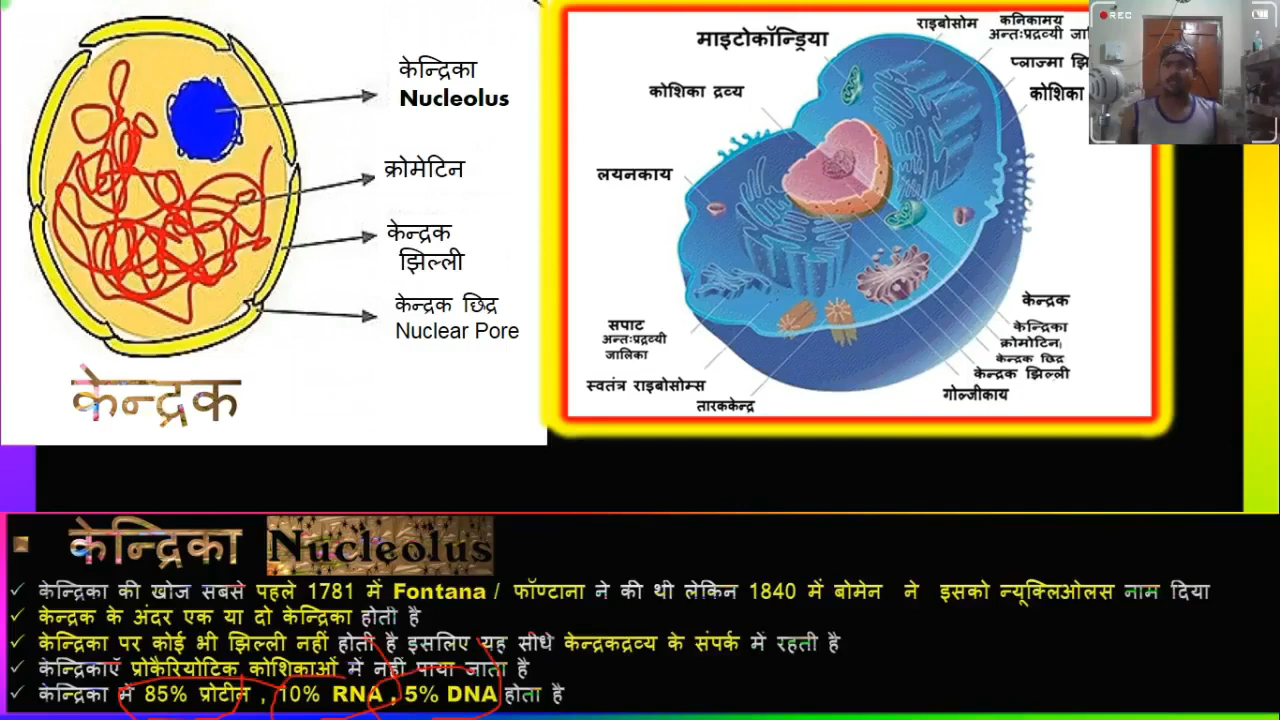 केन्द्रिका
Nucleolus
क्रोमेटिन
केन्द्रक
झिल्ली
केन्द्रक छिद्र
Nuclear Pore
केन्द्रक
माइटोकॉन्ड्रिया
राइबोसोम
कनिकामय
अन्तःप्रद्रव्यी
प्लाज्मा
कोशिका
कोशिका द्रव्य
लयनकाय
सपाट
अन्तःप्रद्रव्यी
जालिका
स्वतंत्र राइबोसोम्स
तारककेन्द्र
केन्द्रक
केन्द्रिका
क्रोमोटिन
केन्द्रक छिद्र
केन्द्रक झिल्ली
गोल्जीकाय
REC
केन्द्रिका Nucleolus
✓ केन्द्रिका की खोज सबसे पहले 1781 में Fontana / फॉण्टाना ने की थी लेकिन 1840 में बोमेन ने इसको न्यूक्लिओलस नाम दिया
✓ केन्द्रक के अंदर एक या दो केन्द्रिका होती है
✓ केन्द्रिका पर कोई भी झिल्ली नहीं होती है इसलिए यह सीधे केन्द्रकद्रव्य के संपर्क में रहती है
✓ केन्द्रिकाएँ प्रोकैरियोटिक कोशिकाओं में नहीं पाया जाता है
✓ केन्द्रिका में 85% प्रोटीन , 10% RNA , 5% DNA होता है